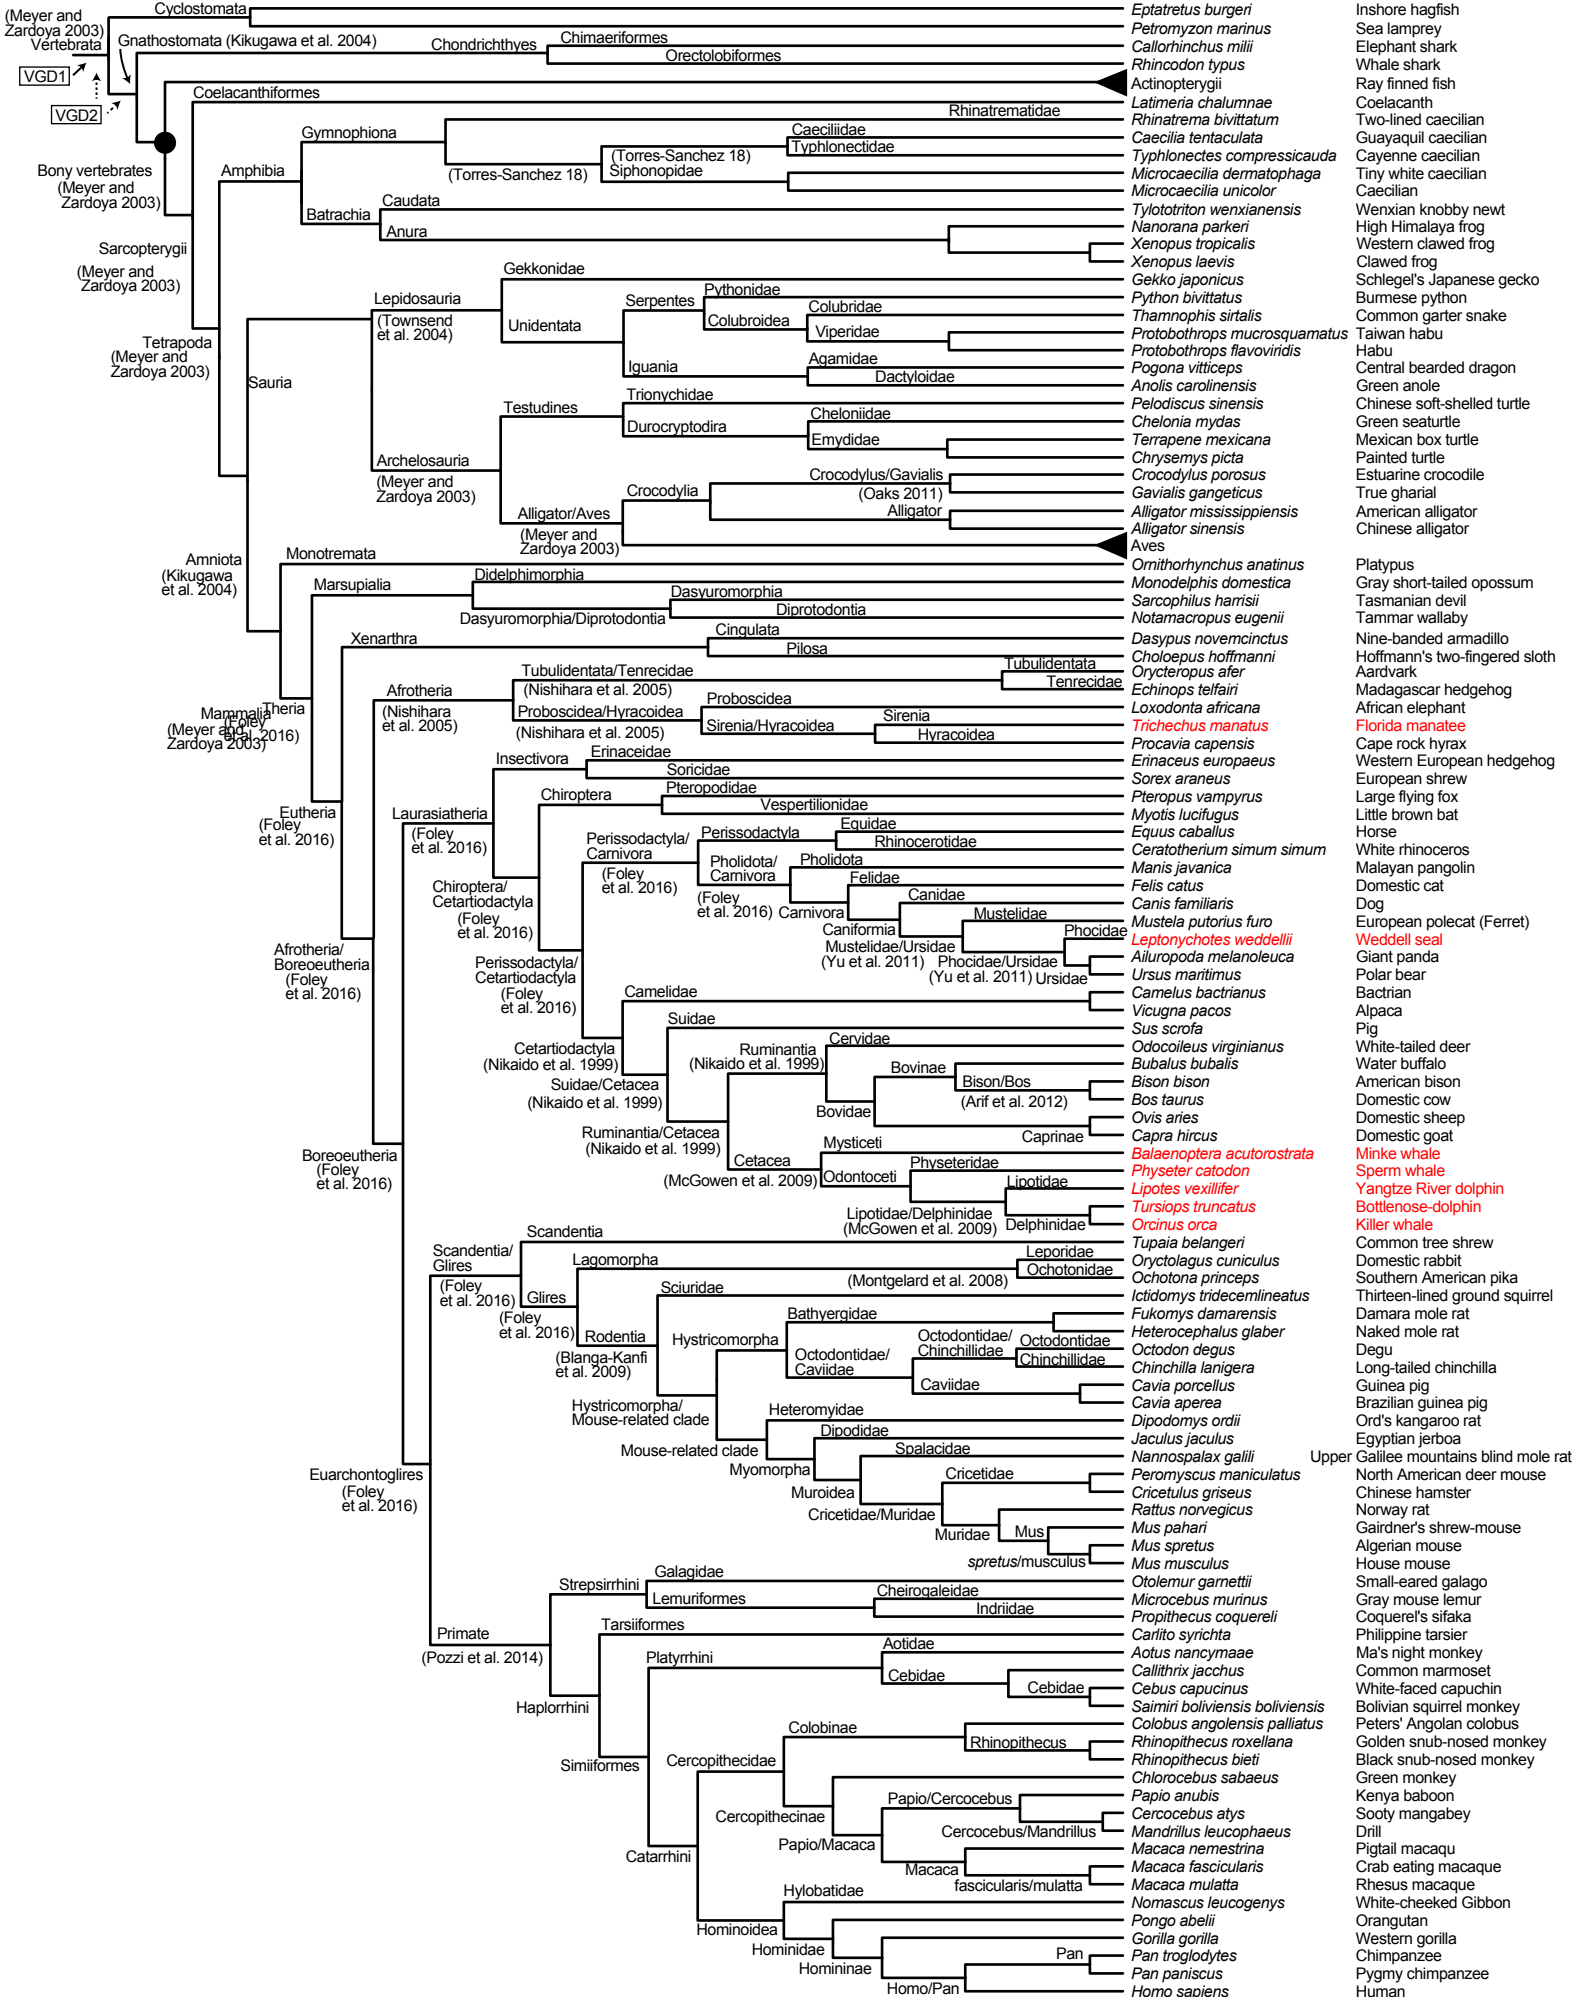 Cyclostomata
Eptatretus burgeri Inshore hagfish
(Meyer and
Zardoya 2003)
Petromyzon marinus Sea lamprey
Vertebrata
Gnathostomata (Kikugawa et al. 2004)
Chondrichthyes
Chimaeriformes
Callorhinchus milii Elephant shark
Orectolobiformes
Rhincodon typus Whale shark
VGD1
Actinopterygii Ray finned fish
VGD2
Coelacanthiformes
Latimeria chalumnae Coelacanth
Rhinatrematidae
Rhinatrema bivittatum Two-lined caecilian
Gymnophiona
Caeciliidae
Caecilia tentaculata Guayaquil caecilian
Typhlonectidae
(Torres-Sanchez 18)
Typhlonectes compressicauda Cayenne caecilian
Bony vertebrates
(Meyer and
Zardoya 2003)
Amphibia
(Torres-Sanchez 18)
Siphonopidae
Microcaecilia dermatophaga Tiny white caecilian
Microcaecilia unicolor Caecilian
Caudata
Tylototriton wenxianensis Wenxian knobby newt
Batrachia
Anura
Nanorana parkeri High Himalaya frog
Xenopus tropicalis Western clawed frog
Sarcopterygii
(Meyer and
Zardoya 2003)
Xenopus laevis Clawed frog
Gekkonidae
Gekko japonicus Schlegel's Japanese gecko
Lepidosauria
(Townsend
et al. 2004)
Unidentata
Serpentes
Pythonidae
Python bivittatus Burmese python
Colubroidea
Colubridae
Thamnophis sirtalis Common garter snake
Viperidae
Protobothrops mucrosquamatus Taiwan habu
Tetrapoda
(Meyer and
Zardoya 2003)
Protobothrops flavoviridis Habu
Iguania
Agamidae
Pogona vitticeps Central bearded dragon
Sauria
Dactyloidae
Anolis carolinensis Green anole
Testudines
Trionychidae
Pelodiscus sinensis Chinese soft-shelled turtle
Durocryptodira
Cheloniidae
Chelonia mydas Green seaturtle
Emydidae
Terrapene mexicana Mexican box turtle
Chrysemys picta Painted turtle
Archelosauria
(Meyer and
Zardoya 2003)
Crocodylia
Crocodylus/Gavialis
(Oaks 2011)
Crocodylus porosus Estuarine crocodile
Gavialis gangeticus True gharial
Alligator/Aves
(Meyer and
Zardoya 2003)
Alligator
Alligator mississippiensis American alligator
Alligator sinensis Chinese alligator
Aves
Amniota
(Kikugawa
et al. 2004)
Monotremata
Ornithorhynchus anatinus Platypus
Marsupialia
Didelphimorphia
Monodelphis domestica Gray short-tailed opossum
Dasyuromorphia
Sarcophilus harrisii Tasmanian devil
Dasyuromorphia/Diprotodontia
Diprotodontia
Notamacropus eugenii Tammar wallaby
Xenarthra
Cingulata
Dasypus novemcinctus Nine-banded armadillo
Pilosa
Choloepus hoffmanni Hoffmann's two-fingered sloth
Mammalia
(Meyer and
Zardoya 2003)
Theria
(Foley
et al. 2016)
Afrotheria
(Nishihara
et al. 2005)
Tubulidentata/Tenrecidae
(Nishihara et al. 2005)
Tubulidentata
Orycteropus afer Aardvark
Tenrecidae
Echinops telfairi Madagascar hedgehog
Proboscidea/Hyracoidea
(Nishihara et al. 2005)
Proboscidea
Loxodonta africana African elephant
Sirenia/Hyracoidea
Sirenia
Trichechus manatus Florida manatee
Hyracoidea
Procavia capensis Cape rock hyrax
Insectivora
Erinaceidae
Erinaceus europaeus Western European hedgehog
Soricidae
Sorex araneus European shrew
Eutheria
(Foley
et al. 2016)
Laurasiatheria
(Foley
et al. 2016)
Chiroptera
Pteropodidae
Pteropus vampyrus Large flying fox
Vespertilionidae
Myotis lucifugus Little brown bat
Perissodactyla/
Carnivora
(Foley
et al. 2016)
Perissodactyla
Equidae
Equus caballus Horse
Rhinocerotidae
Ceratotherium simum simum White rhinoceros
Pholidota/
Carnivora
(Foley
et al. 2016)
Pholidota
Manis javanica Malayan pangolin
Chiroptera/
Cetartiodactyla
(Foley
et al. 2016)
Carnivora
Felidae
Felis catus Domestic cat
Caniformia
Canidae
Canis familiaris Dog
Mustelidae
Mustela putorius furo European polecat (Ferret)
Mustelidae/Ursidae
(Yu et al. 2011)
Phocidae
Leptonychotes weddellii Weddell seal
Phocidae/Ursidae
(Yu et al. 2011)
Ursidae
Ailuropoda melanoleuca Giant panda
Ursus maritimus Polar bear
Afrotheria/
Boreoeutheria
(Foley
et al. 2016)
Perissodactyla/
Cetartiodactyla
(Foley
et al. 2016)
Camelidae
Camelus bactrianus Bactrian
Vicugna pacos Alpaca
Cetartiodactyla
(Nikaido et al. 1999)
Suidae
Sus scrofa Pig
Suidae/Cetacea
(Nikaido et al. 1999)
Ruminantia
(Nikaido et al. 1999)
Cervidae
Odocoileus virginianus White-tailed deer
Bovidae
Bovinae
Bubalus bubalis Water buffalo
Bison/Bos
(Arif et al. 2012)
Bison bison American bison
Bos taurus Domestic cow
Caprinae
Ovis aries Domestic sheep
Capra hircus Domestic goat
Boreoeutheria
(Foley
et al. 2016)
Ruminantia/Cetacea
(Nikaido et al. 1999)
Cetacea
(McGowen et al. 2009)
Mysticeti
Balaenoptera acutorostrata Minke whale
Odontoceti
Physeteridae
Physeter catodon Sperm whale
Lipotidae
Lipotes vexillifer Yangtze River dolphin
Lipotidae/Delphinidae
(McGowen et al. 2009)
Delphinidae
Tursiops truncatus Bottlenose-dolphin
Orcinus orca Killer whale
Scandentia/
Glires
(Foley
et al. 2016)
Scandentia
Tupaia belangeri Common tree shrew
Glires
(Foley
et al. 2016)
Lagomorpha
(Montgelard et al. 2008)
Leporidae
Oryctolagus cuniculus Domestic rabbit
Ochotonidae
Ochotona princeps Southern American pika
Rodentia
(Blanga-Kanfi
et al. 2009)
Sciuridae
Ictidomys tridecemlineatus Thirteen-lined ground squirrel
Hystricomorpha
Bathyergidae
Fukomys damarensis Damara mole rat
Heterocephalus glaber Naked mole rat
Octodontidae/
Caviidae
Octodontidae/
Chinchillidae
Octodontidae
Octodon degus Degu
Chinchillidae
Chinchilla lanigera Long-tailed chinchilla
Caviidae
Cavia porcellus Guinea pig
Cavia aperea Brazilian guinea pig
Hystricomorpha/
Mouse-related clade
Heteromyidae
Dipodomys ordii Ord's kangaroo rat
Mouse-related clade
Dipodidae
Jaculus jaculus Egyptian jerboa
Myomorpha
Spalacidae
Nannospalax galili Upper Galilee mountains blind mole rat
Muroidea
Cricetidae
Peromyscus maniculatus North American deer mouse
Cricetulus griseus Chinese hamster
Cricetidae/Muridae
Rattus norvegicus Norway rat
Muridae
Mus
Mus pahari Gairdner's shrew-mouse
Mus spretus Algerian mouse
spretus/musculus
Mus musculus House mouse
Euarchontoglires
(Foley
et al. 2016)
Strepsirrhini
Galagidae
Otolemur garnettii Small-eared galago
Lemuriformes
Cheirogaleidae
Microcebus murinus Gray mouse lemur
Indriidae
Propithecus coquereli Coquerel's sifaka
Primate
(Pozzi et al. 2014)
Tarsiiformes
Carlito syrichta Philippine tarsier
Haplorrhini
Platyrrhini
Aotidae
Aotus nancymaae Ma's night monkey
Cebidae
Callithrix jacchus Common marmoset
Cebidae
Cebus capucinus White-faced capuchin
Saimiri boliviensis boliviensis Bolivian squirrel monkey
Simiiformes
Cercopithecidae
Colobinae
Colobus angolensis palliatus Peters' Angolan colobus
Rhinopithecus
Rhinopithecus roxellana Golden snub-nosed monkey
Rhinopithecus bieti Black snub-nosed monkey
Cercopithecinae
Chlorocebus sabaeus Green monkey
Papio/Cercocebus
Papio anubis Kenya baboon
Cercocebus atys Sooty mangabey
Cercocebus/Mandrillus
Mandrillus leucophaeus Drill
Papio/Macaca
Macaca nemestrina Pigtail macaqu
Macaca
Macaca fascicularis Crab eating macaque
fascicularis/mulatta
Macaca mulatta Rhesus macaque
Catarrhini
Hylobatidae
Nomascus leucogenys White-cheeked Gibbon
Hominoidea
Pongo abelii Orangutan
Hominidae
Gorilla gorilla Western gorilla
Homininae
Pan
Pan troglodytes Chimpanzee
Pan paniscus Pygmy chimpanzee
Homo/Pan
Homo sapiens Human